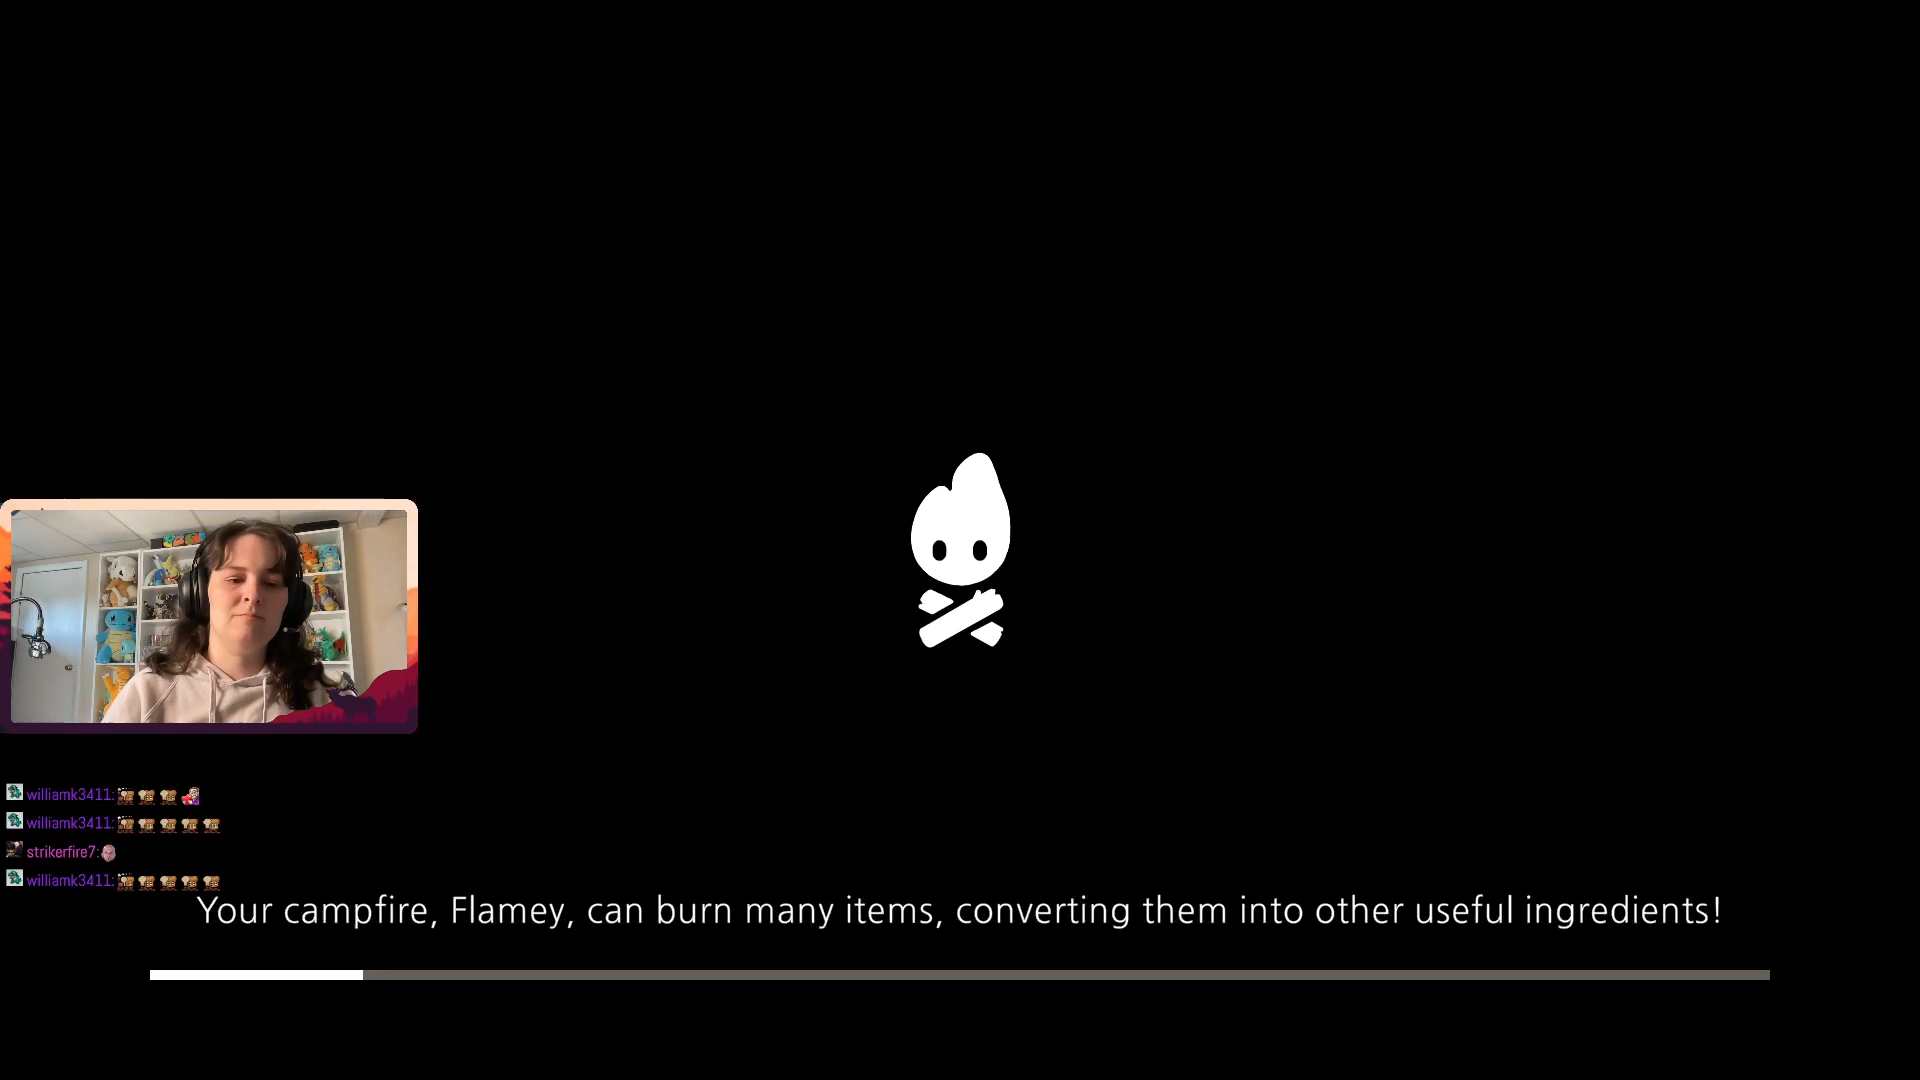 williamk3411:
williamk3411:
strikerfire7:
williamk3411:
Your campfire, Flamey, can burn many items, converting them into other useful ingredients!